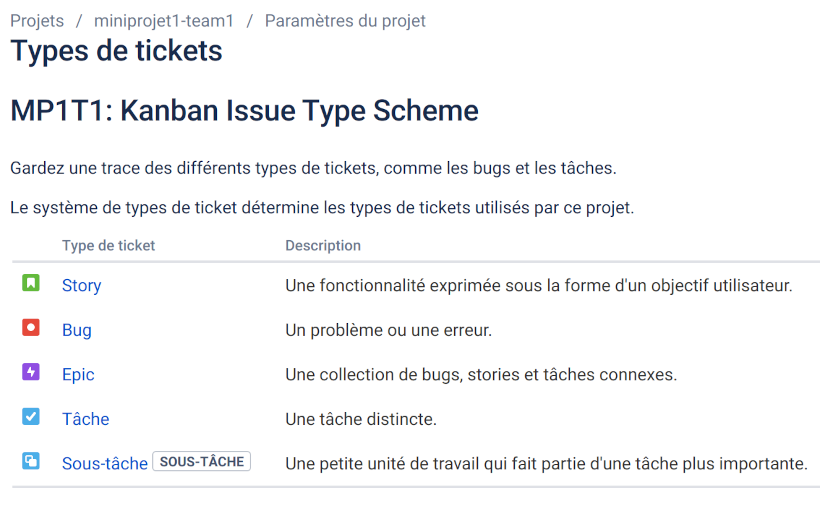 Projets / miniprojet1-team1 / Paramètres du projet
Types de tickets
MP1T1: Kanban Issue Type Scheme
Gardez une trace des différents types de tickets, comme les bugs et les tâches.
Le système de types de ticket détermine les types de tickets utilisés par ce projet.
Type de ticket Description
Story Une fonctionnalité exprimée sous la forme d'un objectif utilisateur.
Bug Un problème ou une erreur.
Epic Une collection de bugs, stories et tâches connexes.
Tâche Une tâche distincte.
Sous-tâche SOUS-TÂCHE Une petite unité de travail qui fait partie d'une tâche plus importante.